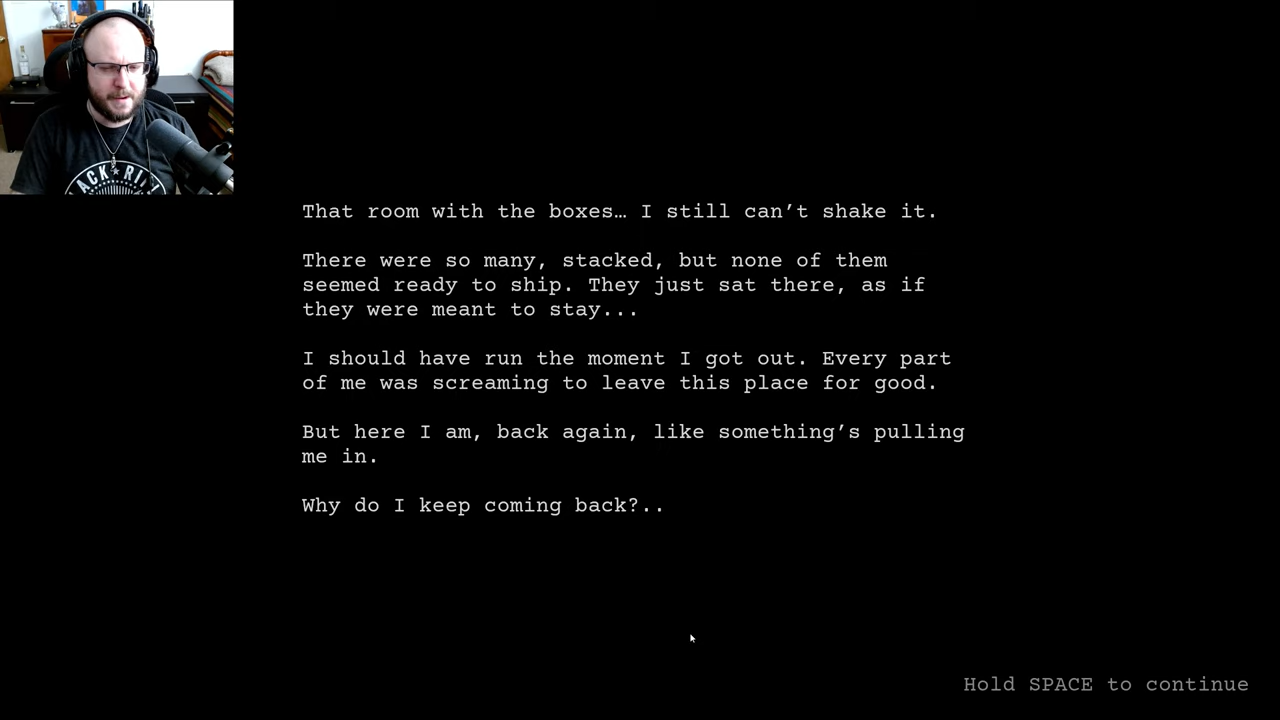 That room with the boxes… I still can’t shake it.
There were so many, stacked, but none of them
seemed ready to ship. They just sat there, as if
they were meant to stay...
I should have run the moment I got out. Every part
of me was screaming to leave this place for good.
But here I am, back again, like something’s pulling
me in.
Why do I keep coming back?..
Hold SPACE to continue